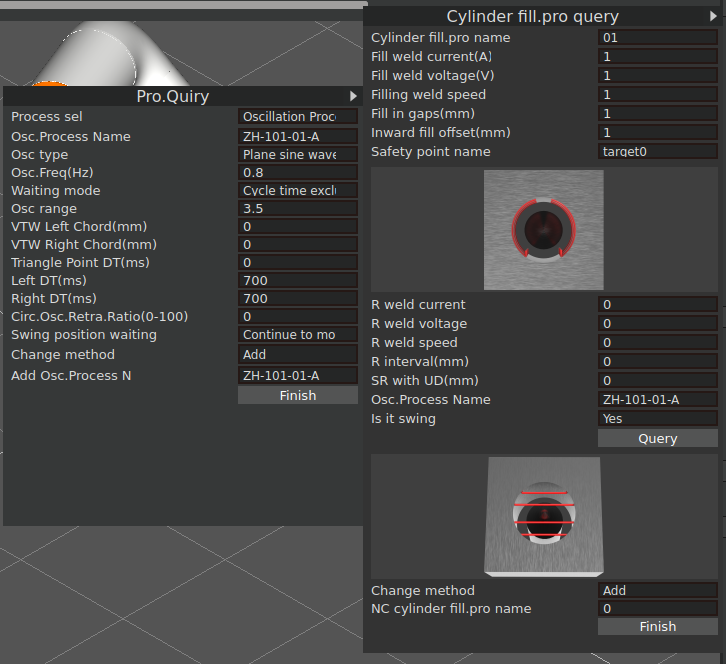 Pro.Quiry
Process sel Oscillation Proc
Osc.Process Name ZH-101-01-A
Osc type Plane sine wave
Osc.Freq(Hz) 0.8
Waiting mode Cycle time excl
Osc range 3.5
VTW Left Chord(mm) 0
VTW Right Chord(mm) 0
Triangle Point DT(ms) 0
Left DT(ms) 700
Right DT(ms) 700
Circ.Osc.Retra.Ratio(0-100) 0
Swing position waiting Continue to mo
Change method Add
Add Osc.Process N ZH-101-01-A
Finish
Cylinder fill.pro query
Cylinder fill.pro name 01
Fill weld current(A) 1
Fill weld voltage(V) 1
Filling weld speed 1
Fill in gaps(mm) 1
Inward fill offset(mm) 1
Safety point name target0
R weld current 0
R weld voltage 0
R weld speed 0
R interval(mm) 0
SR with UD(mm) 0
Osc.Process Name ZH-101-01-A
Is it swing Yes
Query
Change method Add
NC cylinder fill.pro name 0
Finish